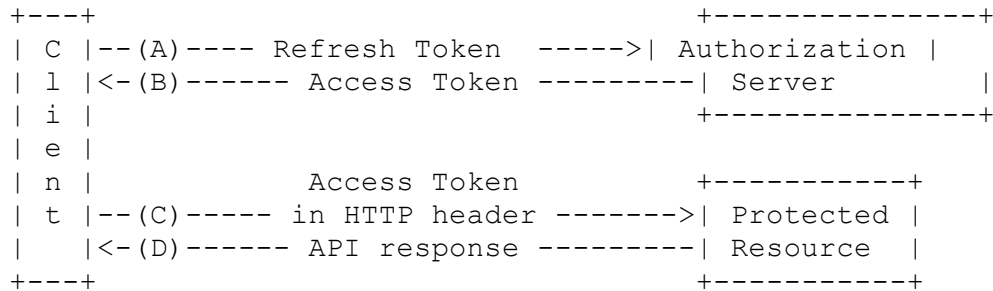 +---+                                   +---------------+
| C |--(A)---- Refresh Token  ----->| Authorization |
| l |<-(B)------ Access Token ---------| Server        |
| i |                                   +---------------+
| e |
| n |            Access Token           +-----------+
| t |--(C)----- in HTTP header ------->| Protected |
|   |<-(D)------ API response ---------| Resource  |
+---+                                   +-----------+